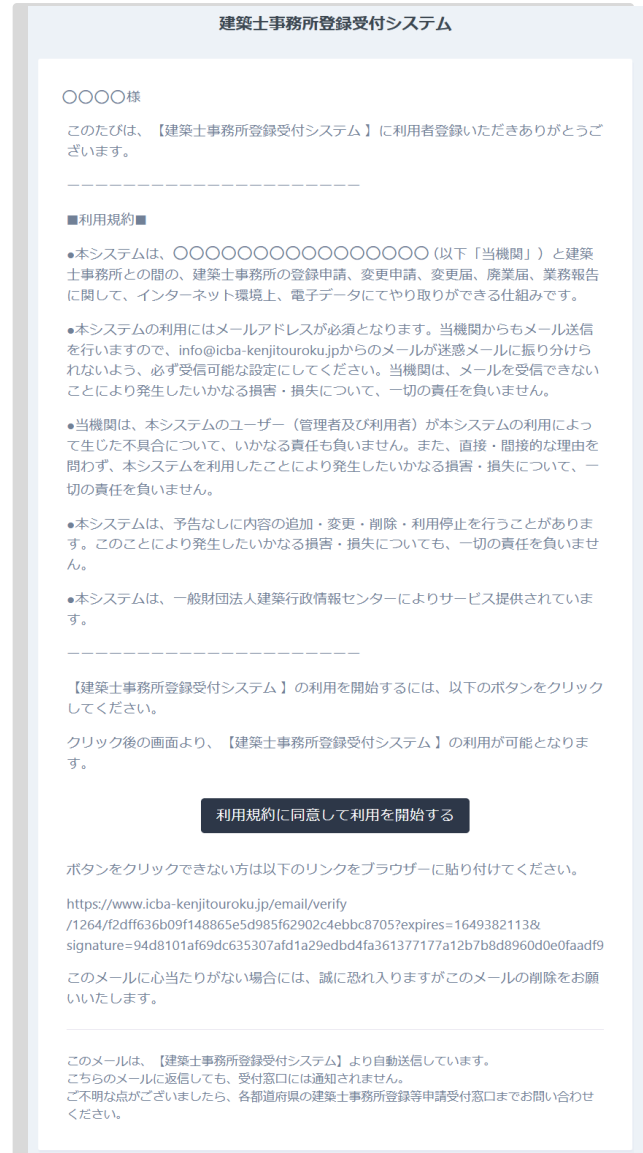 建築士事務所登録受付システム
〇〇〇〇様
このたびは、【建築士事務所登録受付システム 】に利用者登録いただきありがとうご
ざいます。
ーーーーーーーーーーーーーーーーーーーーー
■利用規約■
●本システムは、〇〇〇〇〇〇〇〇〇〇〇〇〇〇〇〇 (以下「当機関」）と建築
士事務所との間の、建築士事務所の登録申請、変更申請、変更届、廃業届、業務報告
に関して、インターネット環境上、電子データにてやり取りができる仕組みです。
●本システムの利用にはメールアドレスが必須となります。当機関からもメール送信
を行いますので、info@icba-kenjitouroku.jpからのメールが迷惑メールに振り分けら
れないよう、必ず受信可能な設定にしてください。当機関は、メールを受信できない
ことにより発生したいかなる損害・損失について、一切の責任を負いません。
●当機関は、本システムのユーザー（管理者及び利用者）が本システムの利用によっ
て生じた不具合について、いかなる責任も負いません。また、直接・間接的な理由を
問わず、本システムを利用したことにより発生したいかなる損害・損失について、一
切の責任を負いません。
●本システムは、予告なしに内容の追加・変更・削除・利用停止を行うことがありま
す。このことにより発生したいかなる損害・損失についても、一切の責任を負いませ
ん。
●本システムは、一般財団法人建築行政情報センターによりサービス提供されていま
す。
ーーーーーーーーーーーーーーーーーーーーー
【建築士事務所登録受付システム 】の利用を開始するには、以下のボタンをクリック
してください。
クリック後の画面より、【建築士事務所登録受付システム 】の利用が可能となりま
す。
利用規約に同意して利用を開始する
ボタンをクリックできない方は以下のリンクをブラウザーに貼り付けてください。
https://www.icba-kenjitouroku.jp/email/verify
/1264/f2dff636b09f148865e5d985f62902c4ebbc8705?expires=1649382113&
signature=94d8101af69dc635307afd1a29edbd4fa361377177a12b7b8d8960d0e0faadf9
このメールに心当たりがない場合には、誠に恐れ入りますがこのメールの削除をお願
いいたします。
このメールは、【建築士事務所登録受付システム】より自動送信しています。
こちらのメールに返信しても、受付窓口には通知されません。
ご不明な点がございましたら、各都道府県の建築士事務所登録等申請受付窓口までお問い合わせ
ください。